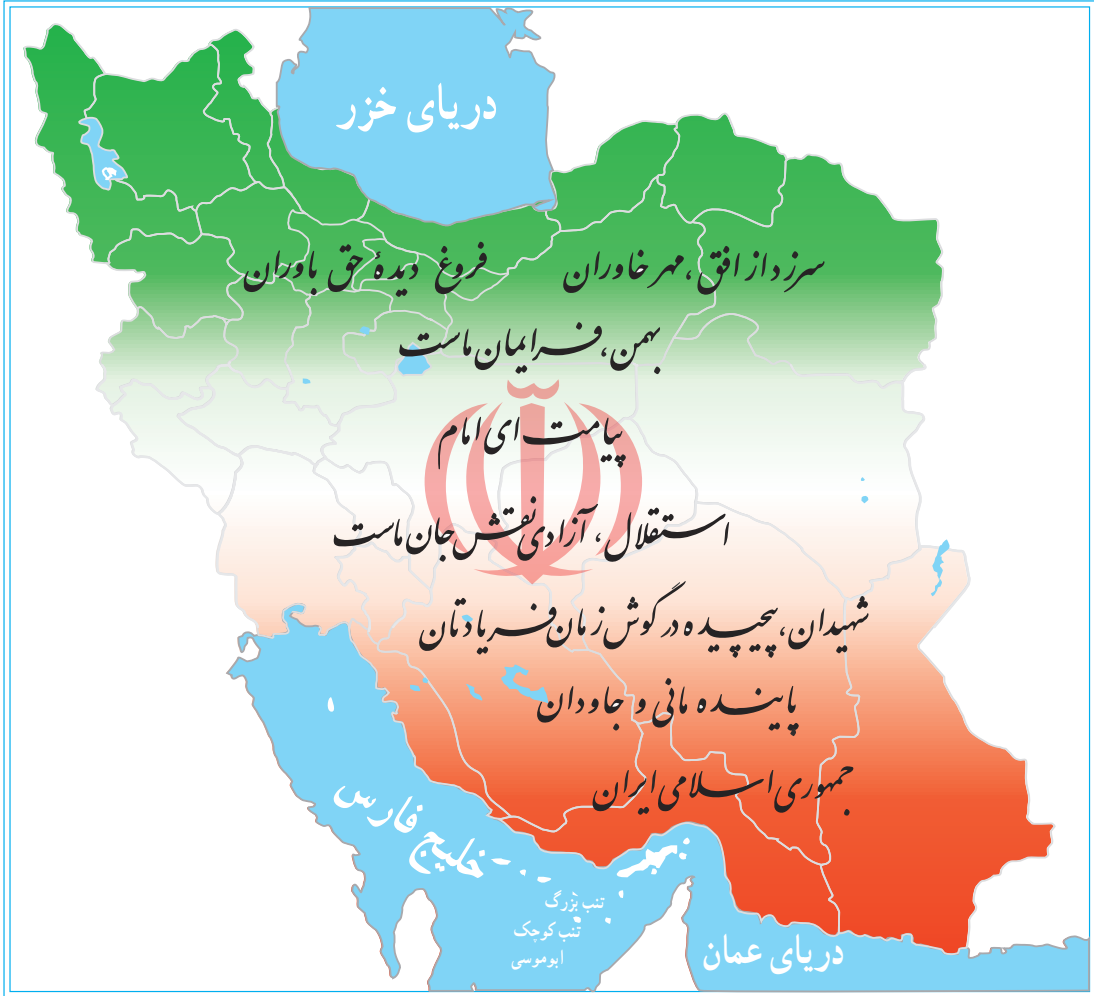 دریای خزر
سرزد از افق، مهر خاوران فروغ دیدهٔ حق باوران
بهمن، فر ایمان ماست
پیامت ای امام
استقلال، آزادی نقش جان ماست
شهیدان، پیچیده در گوش زمان فریادتان
پاینده مانی و جاودان
جمهوری اسلامی ایران
خلیج فارس
تنب بزرگ
تنب کوچک
ابوموسی
دریای عمان